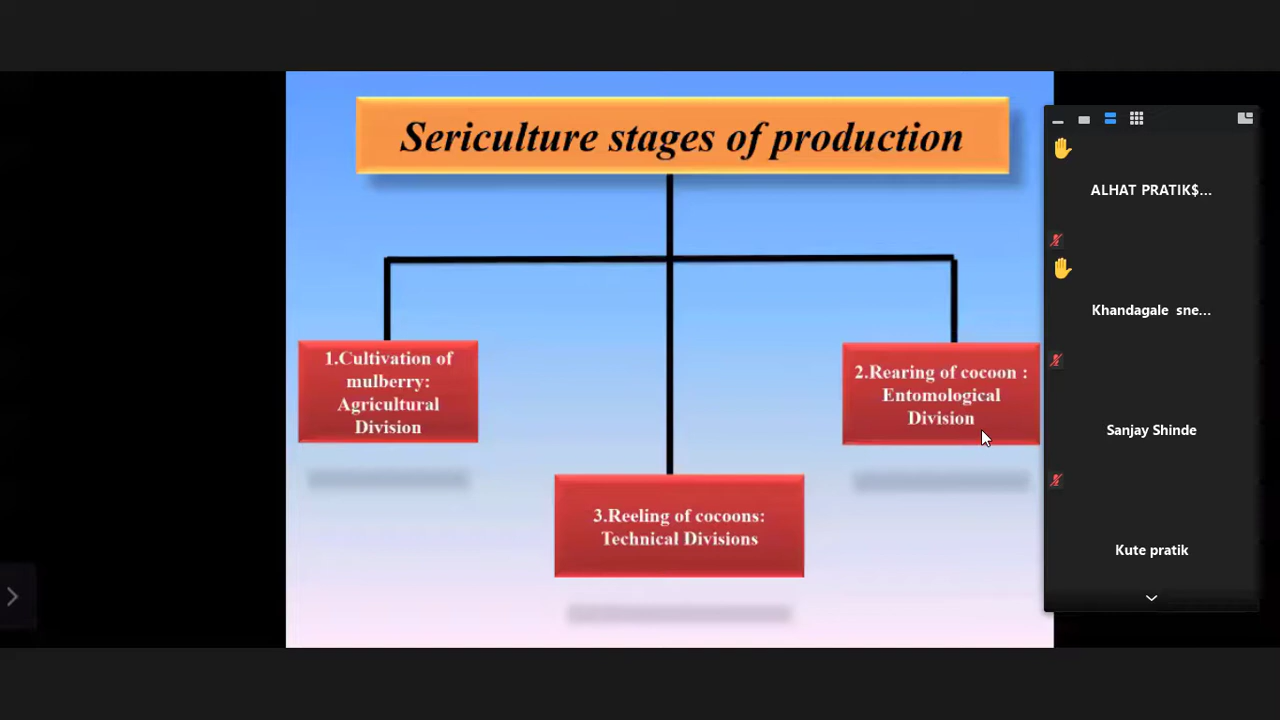 Sericulture stages of production
1.Cultivation of
mulberry:
Agricultural
Division
2.Rearing of cocoon :
Entomological
Division
3.Reeling of cocoons:
Technical Divisions
ALHAT PRATIK$...
Khandagale sne...
Sanjay Shinde
Kute pratik